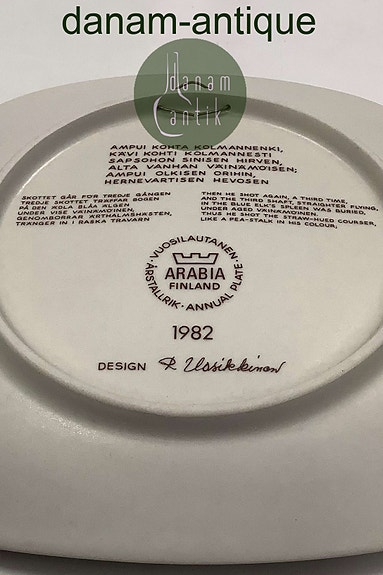 danam-antique
danam
antik
AMPUI KOHTA KOLMANNENKI,
KÄVI KOHTI KOLMANNESTI
SAPSOHON SINISEN HIRVEN,
ALTA VANHAN VÄINÄMÖISEN;
AMPUI OLKISEN ORIHIN,
HERNEVARTISEN HEVOSEN
SKOTTET GÅR FÖR TREDJE GÅNGEN
TREDJE SKOTTET TRÄFFAR BOGEN
PÅ DEN ÄDLA BLÅA ÄLGEN
UNDER VISE VÄINÄMÖINEN,
GENOMBORRAR ÄRTHALMSHÄSTEN,
TRÄNGER IN I RASKA TRAVARN
THEN HE SHOT AGAIN, A THIRD TIME,
AND THE THIRD SHAFT, STRAIGHTER FLYING,
IN THE BLUE ELK'S SPLEEN WAS BURIED,
UNDER AGED VÄINÄMÖINEN.
THUS HE SHOT THE STRAW-HUED COURSER,
LIKE A PEA-STALK IN HIS COLOUR.
·VUOSILAUTANEN·
ARABIA
FINLAND
ÅRSTALLRIK·ANNUAL PLATE
1982
DESIGN R Uosikkinen